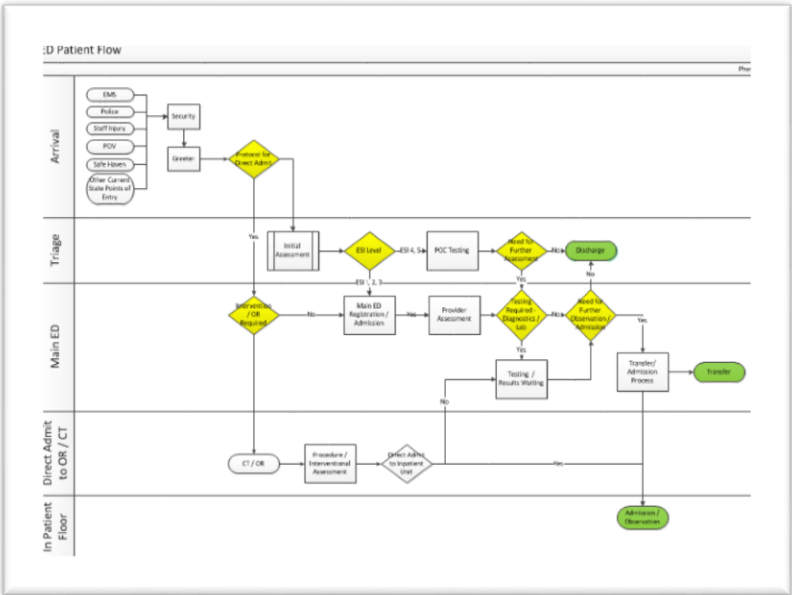 ED Patient Flow
Arrival
EMS
Police
Staff Injury
POV
Safe Haven
Other Current
State Points of
Entry
Security
Greeter
Protocol for
Direct Admit
Yes
Triage
Initial
Assessment
ESI Level
ESI 4, 5
POC Testing
Need for
Further
Assessment
No
Discharge
ESI 1, 2, 3
Yes
No
Main ED
Intervention
/ OR
Required
No
Main ED
Registration /
Admission
Yes
Provider
Assessment
Testing
Required -
Diagnostics /
Lab
No
Need for
Further
Observation /
Admission
Yes
Yes
Testing /
Results Waiting
Transfer/
Admission
Process
Transfer
No
Direct Admit
to OR / CT
CT / OR
Procedure /
Interventional
Assessment
Direct Admit
to Inpatient
Unit
Yes
In Patient
Floor
Admission /
Observation